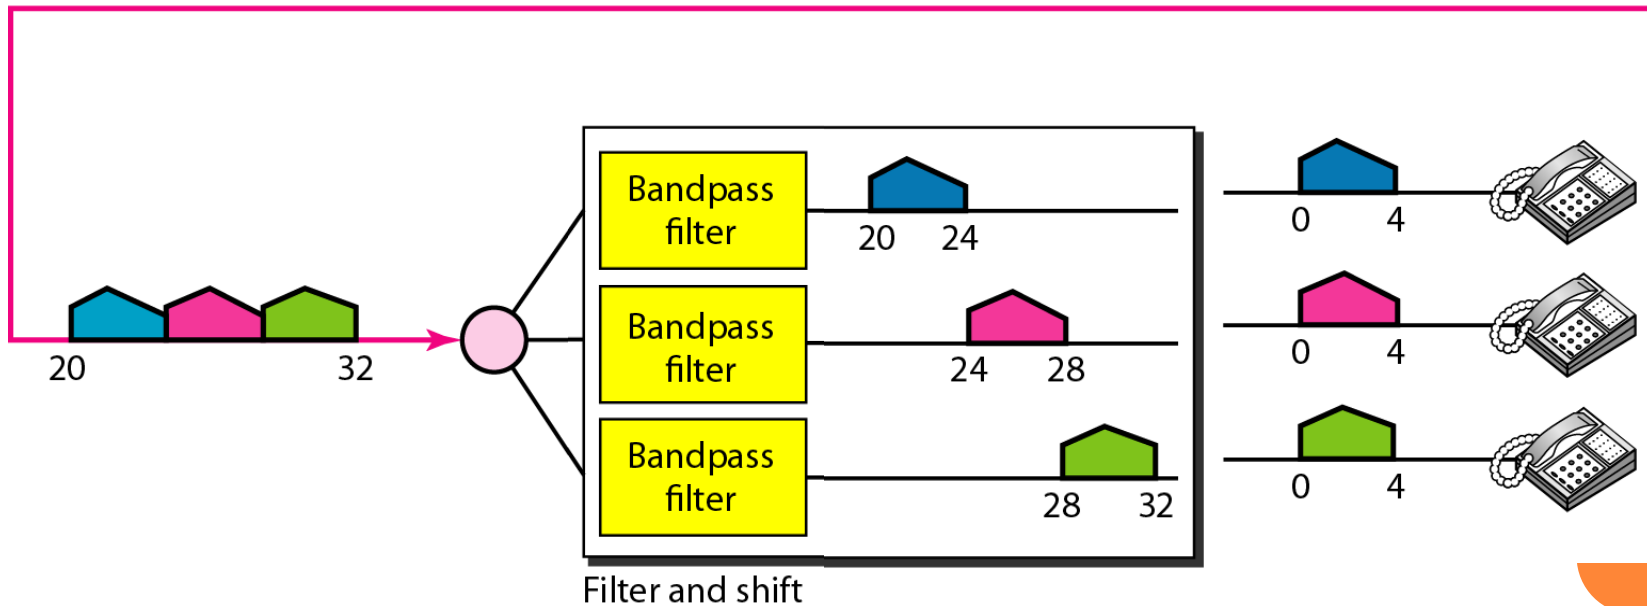 Bandpass
filter
20 24
0 4
20 32
Bandpass
filter
24 28
0 4
Bandpass
filter
28 32
0 4
Filter and shift